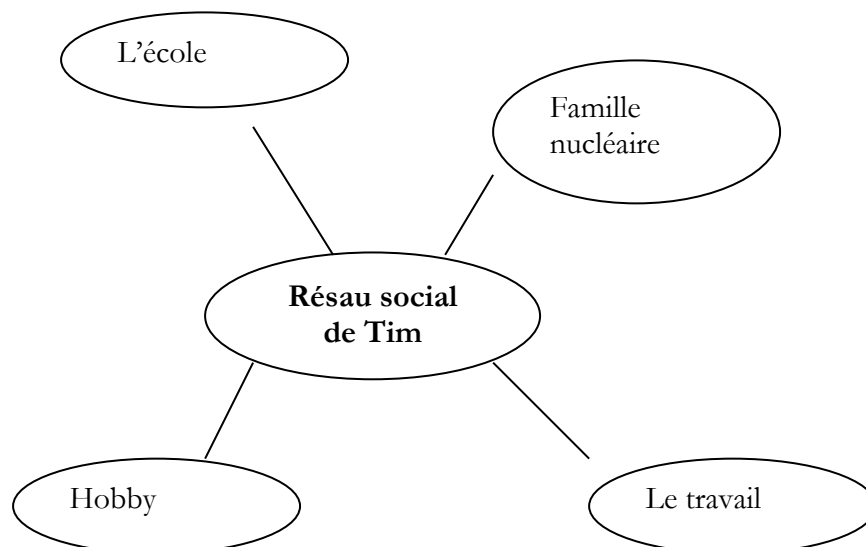 L’école
Famille
nucléaire
Résau social
de Tim
Hobby
Le travail